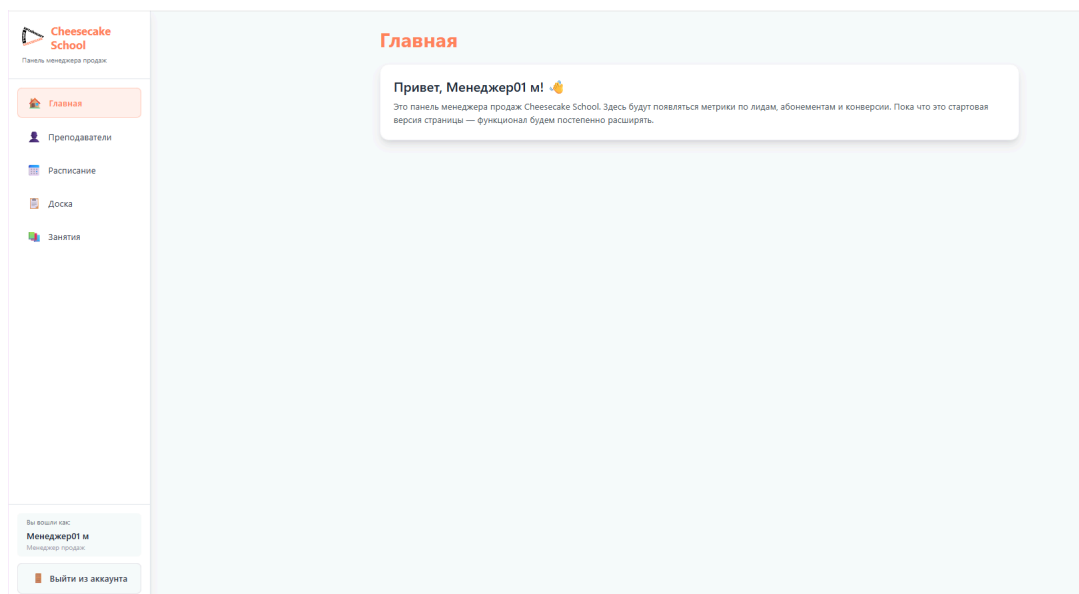 Cheesecake
School
Панель менеджера продаж
Главная
Преподаватели
Расписание
Доска
Занятия
Вы вошли как:
Менеджер01 м
Менеджер продаж
Выйти из аккаунта
Главная
Привет, Менеджер01 м! 👋
Это панель менеджера продаж Cheesecake School. Здесь будут появляться метрики по лидам, абонементам и конверсии. Пока что это стартовая
версия страницы — функционал будем постепенно расширять.